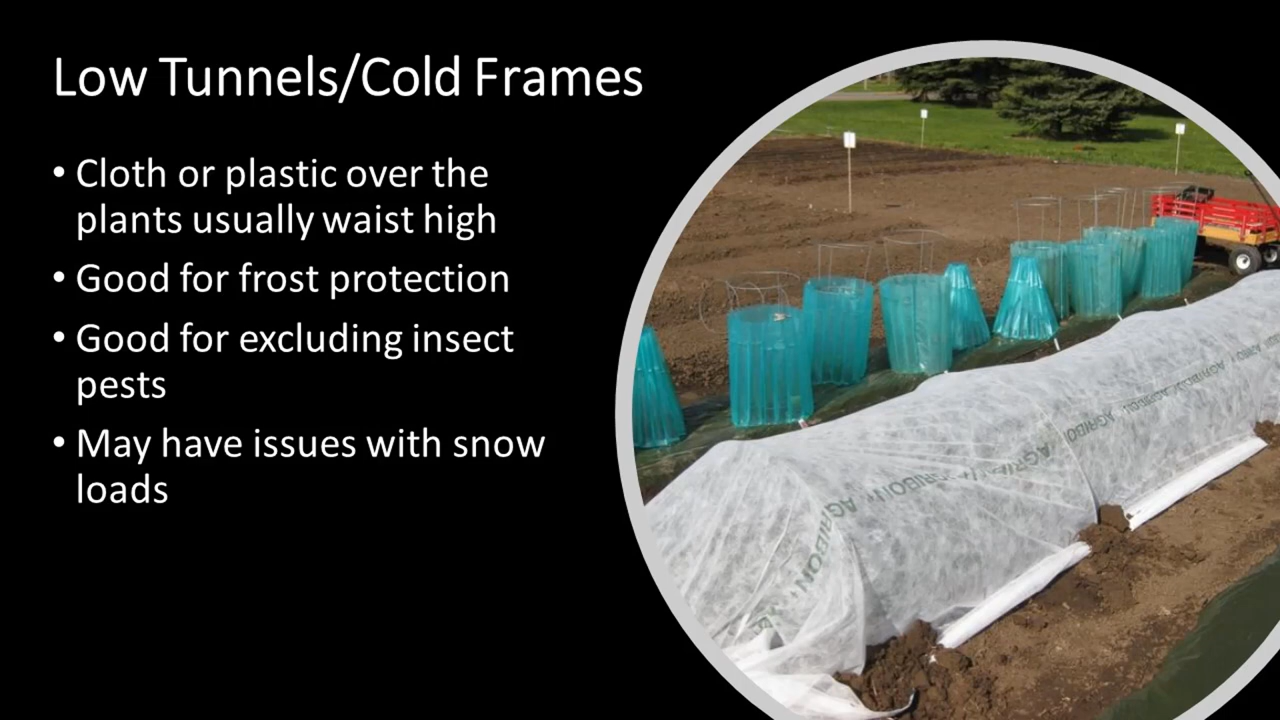 Low Tunnels/Cold Frames
• Cloth or plastic over the
plants usually waist high
• Good for frost protection
• Good for excluding insect
pests
• May have issues with snow
loads
AGRIBON